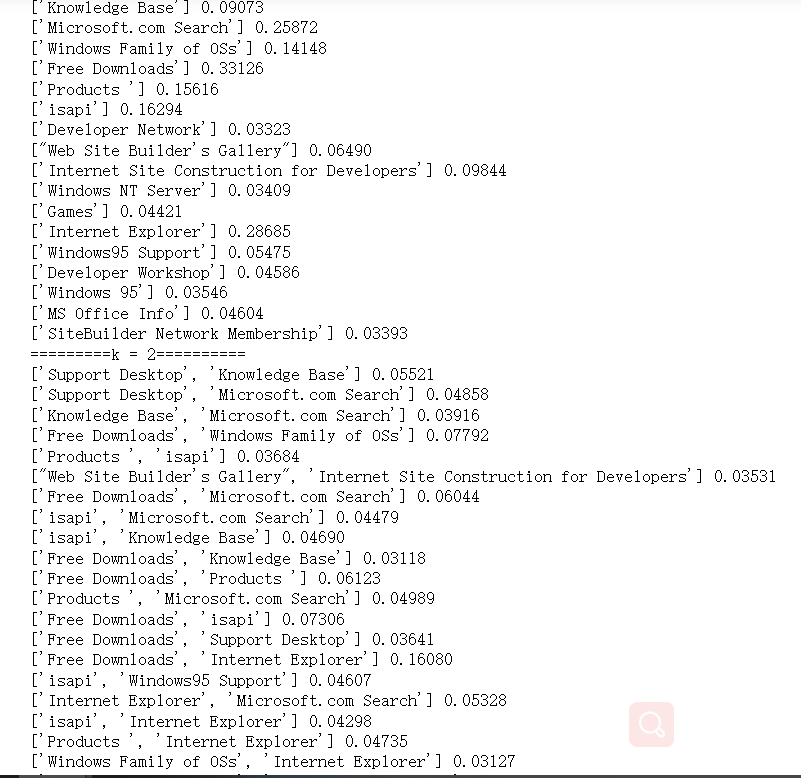 ['Knowledge Base'] 0.09073
['Microsoft.com Search'] 0.25872
['Windows Family of OSs'] 0.14148
['Free Downloads'] 0.33126
['Products '] 0.15616
['isapi'] 0.16294
['Developer Network'] 0.03323
["Web Site Builder's Gallery"] 0.06490
['Internet Site Construction for Developers'] 0.09844
['Windows NT Server'] 0.03409
['Games'] 0.04421
['Internet Explorer'] 0.28685
['Windows95 Support'] 0.05475
['Developer Workshop'] 0.04586
['Windows 95'] 0.03546
['MS Office Info'] 0.04604
['SiteBuilder Network Membership'] 0.03393
=========k = 2==========
['Support Desktop', 'Knowledge Base'] 0.05521
['Support Desktop', 'Microsoft.com Search'] 0.04858
['Knowledge Base', 'Microsoft.com Search'] 0.03916
['Free Downloads', 'Windows Family of OSs'] 0.07792
['Products ', 'isapi'] 0.03684
["Web Site Builder's Gallery", 'Internet Site Construction for Developers'] 0.03531
['Free Downloads', 'Microsoft.com Search'] 0.06044
['isapi', 'Microsoft.com Search'] 0.04479
['isapi', 'Knowledge Base'] 0.04690
['Free Downloads', 'Knowledge Base'] 0.03118
['Free Downloads', 'Products '] 0.06123
['Products ', 'Microsoft.com Search'] 0.04989
['Free Downloads', 'isapi'] 0.07306
['Free Downloads', 'Support Desktop'] 0.03641
['Free Downloads', 'Internet Explorer'] 0.16080
['isapi', 'Windows95 Support'] 0.04607
['Internet Explorer', 'Microsoft.com Search'] 0.05328
['isapi', 'Internet Explorer'] 0.04298
['Products ', 'Internet Explorer'] 0.04735
['Windows Family of OSs', 'Internet Explorer'] 0.03127